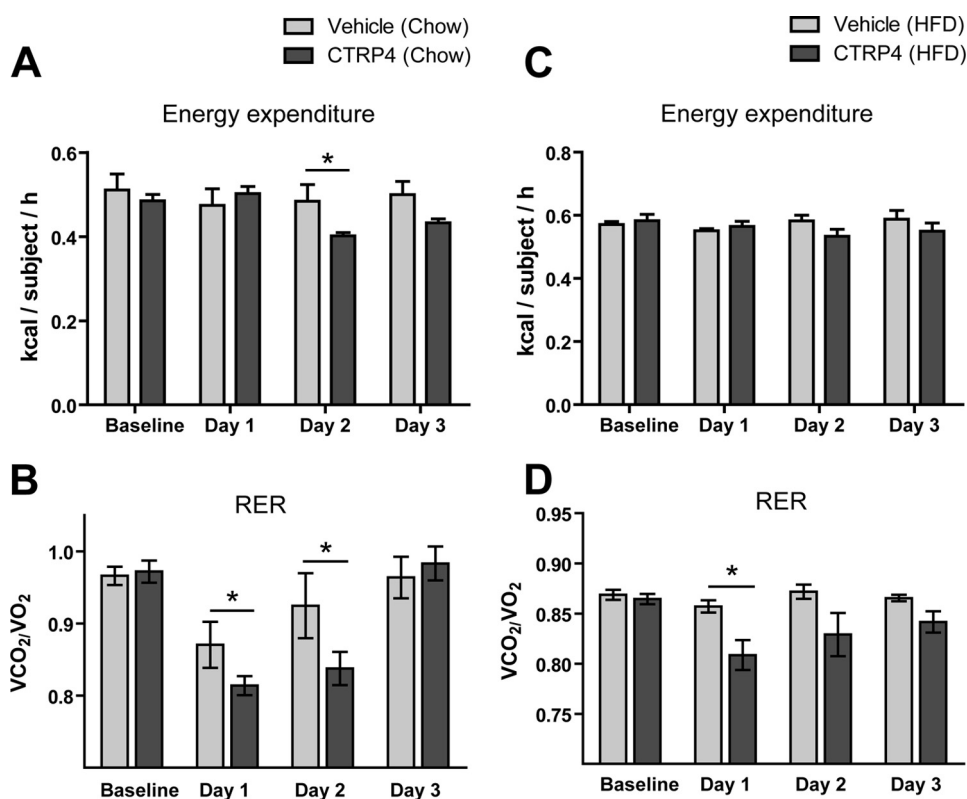 Vehicle (Chow)
CTRP4 (Chow)
A
Energy expenditure
kcal / subject / h
0.6
0.4
0.2
0.0
*
Baseline Day 1 Day 2 Day 3
B
RER
VCO2/VO2
1.0
0.9
0.8
*
*
Baseline Day 1 Day 2 Day 3
Vehicle (HFD)
CTRP4 (HFD)
C
Energy expenditure
kcal / subject / h
0.8
0.6
0.4
0.2
0.0
Baseline Day 1 Day 2 Day 3
D
RER
VCO2/VO2
0.95
0.90
0.85
0.80
0.75
*
Baseline Day 1 Day 2 Day 3